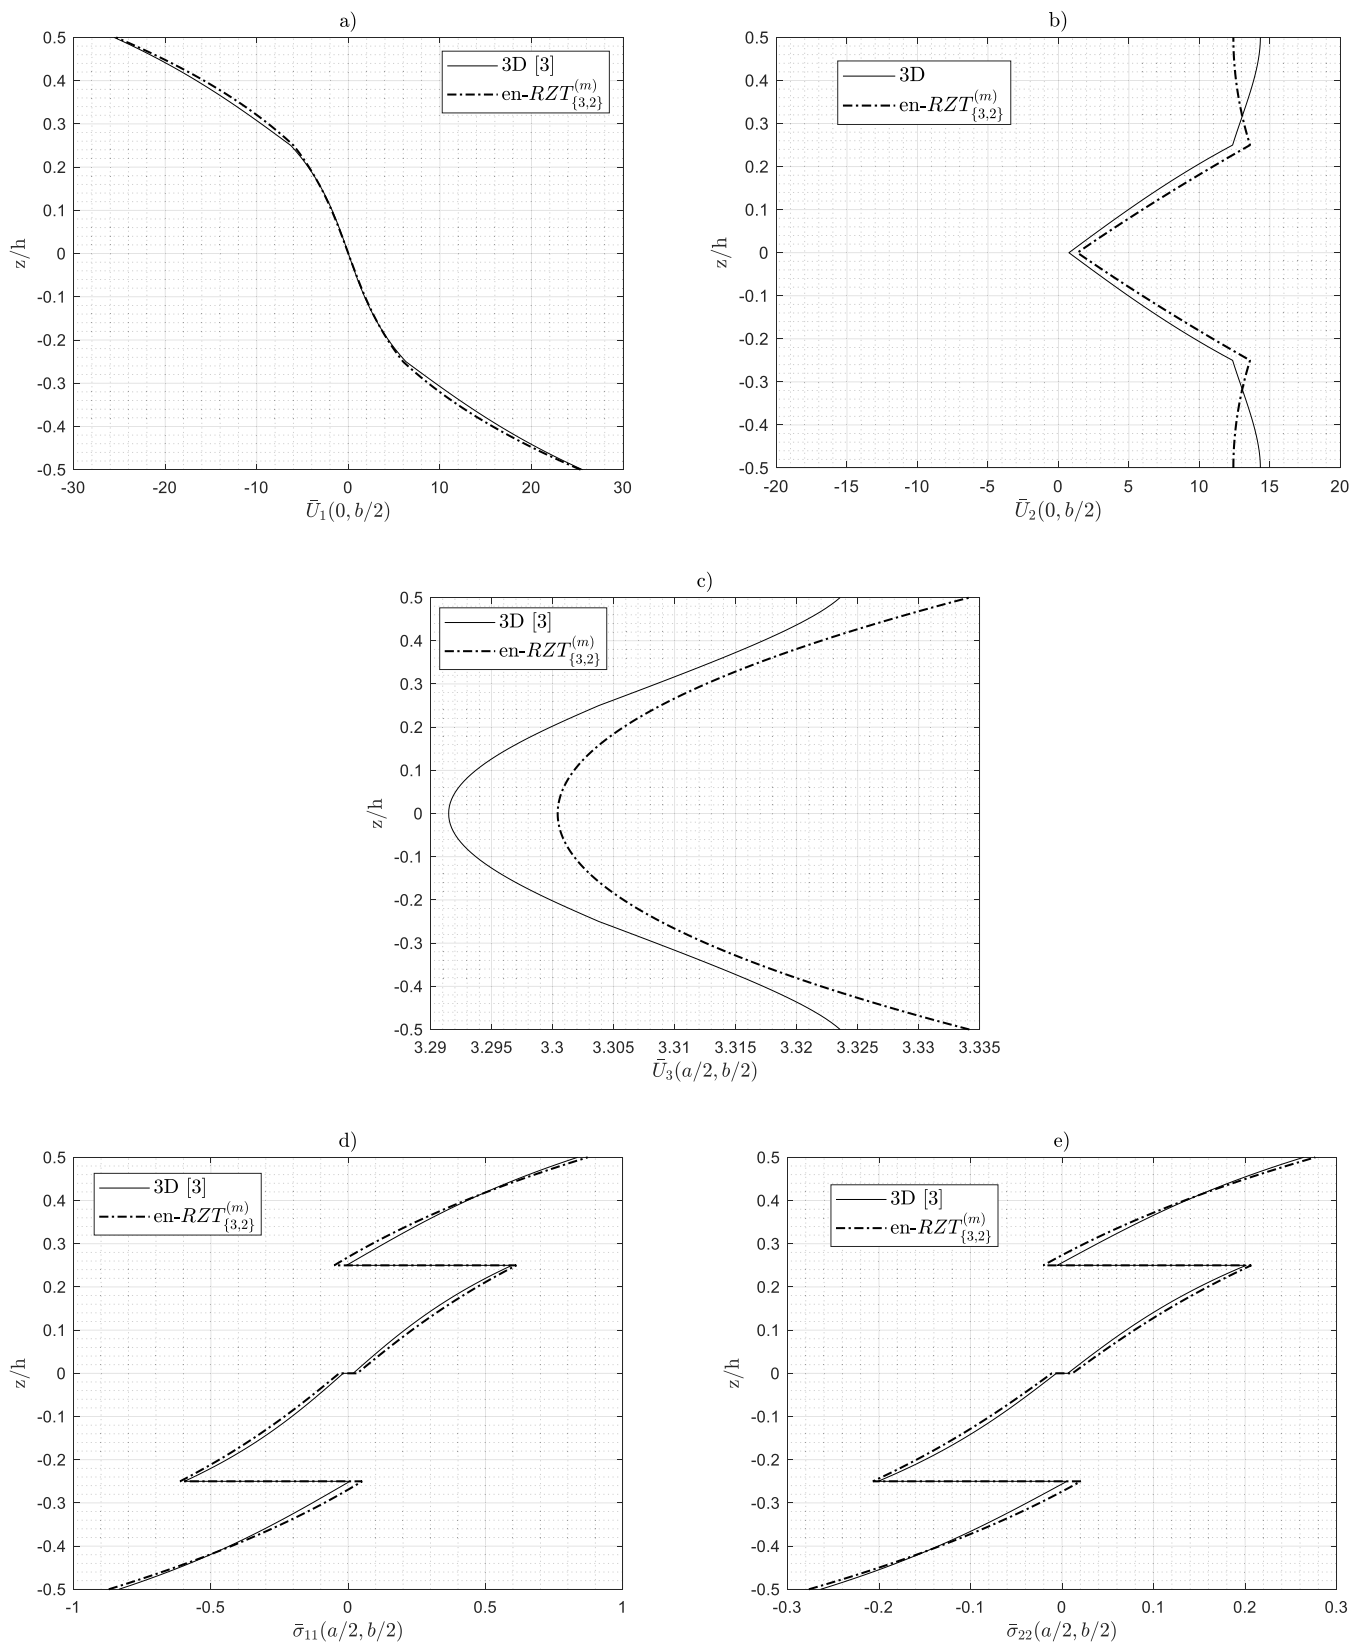 a)
0.5
0.4
0.3
0.2
0.1
0
-0.1
-0.2
-0.3
-0.4
-0.5
z/h
3D [3]
en-RZT^{(m)}_{\{3,2\}}
-30 -20 -10 0 10 20 30
Ū₁(0, b/2)
b)
0.5
0.4
0.3
0.2
0.1
0
-0.1
-0.2
-0.3
-0.4
-0.5
z/h
3D
en-RZT^{(m)}_{\{3,2\}}
-20 -15 -10 -5 0 5 10 15 20
Ū₂(0, b/2)
c)
0.5
0.4
0.3
0.2
0.1
0
-0.1
-0.2
-0.3
-0.4
-0.5
z/h
3D [3]
en-RZT^{(m)}_{\{3,2\}}
3.29 3.295 3.3 3.305 3.31 3.315 3.32 3.325 3.33 3.335
Ū₃(a/2, b/2)
d)
0.5
0.4
0.3
0.2
0.1
0
-0.1
-0.2
-0.3
-0.4
-0.5
z/h
3D [3]
en-RZT^{(m)}_{\{3,2\}}
-1 -0.5 0 0.5 1
σ̄₁₁(a/2, b/2)
e)
0.5
0.4
0.3
0.2
0.1
0
-0.1
-0.2
-0.3
-0.4
-0.5
z/h
3D [3]
en-RZT^{(m)}_{\{3,2\}}
-0.3 -0.2 -0.1 0 0.1 0.2 0.3
σ̄₂₂(a/2, b/2)